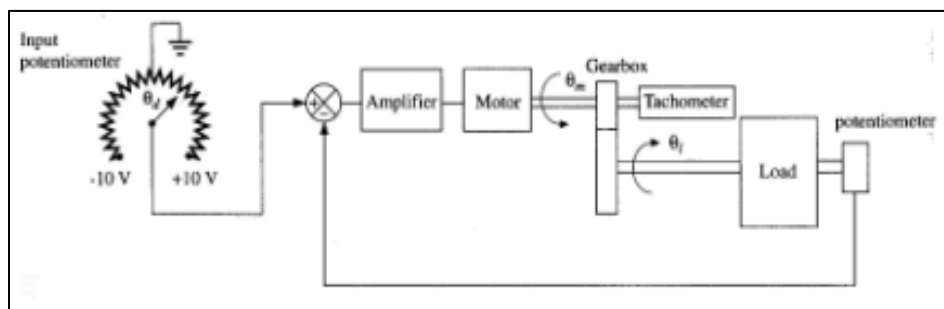 Input
potentiometer
θd
-10 V
+10 V
+
−
Amplifier
Motor
θm
Gearbox
Tachometer
θl
Load
potentiometer